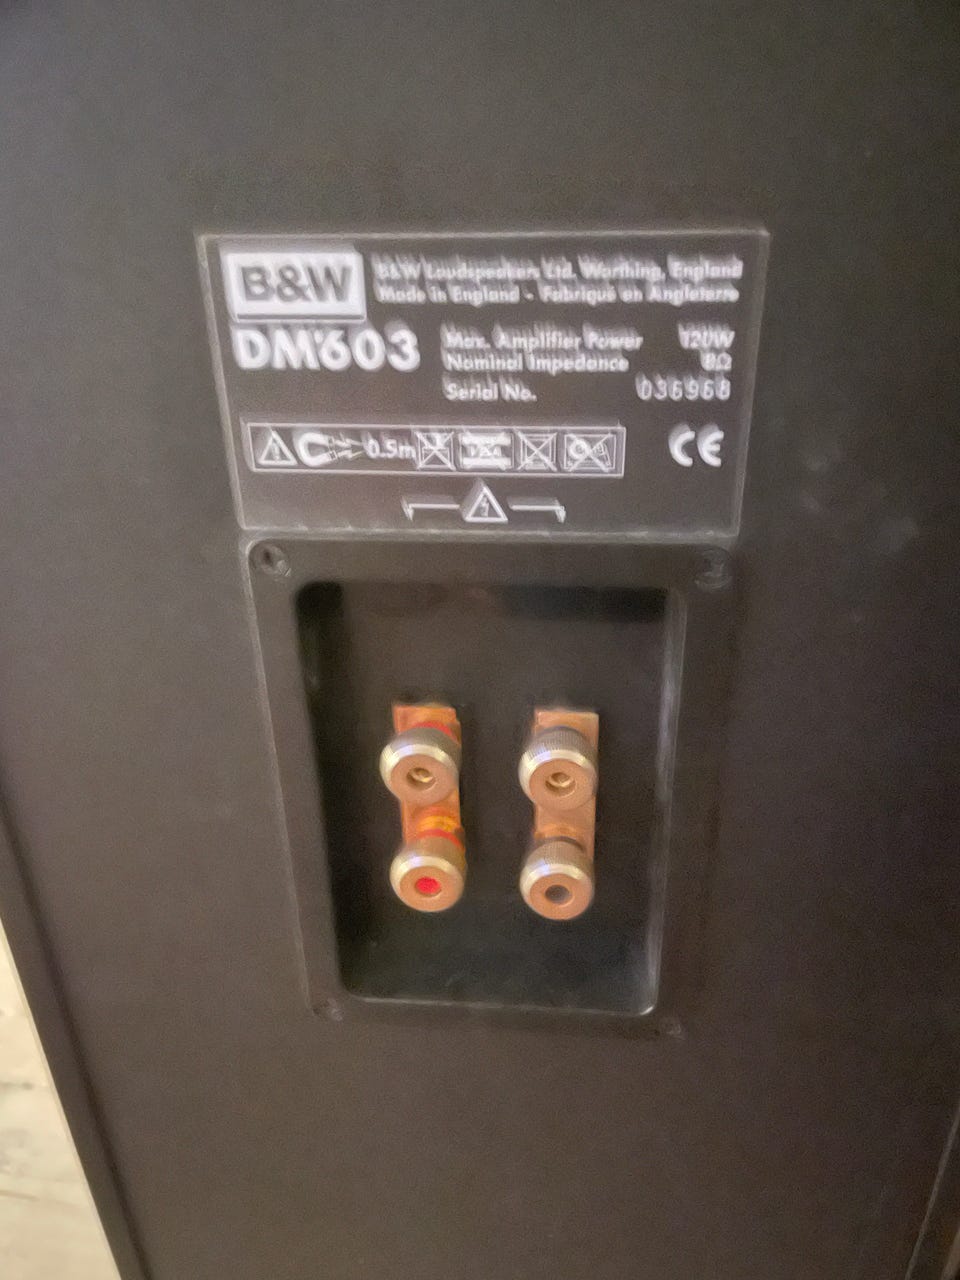 B&W
B&W Loudspeakers Ltd. Worthing, England
Made in England - Fabriqué en Angleterre
DM603
Max. Amplifier Power 120W
Nominal Impedance 8Ω
Serial No. 036968
0.5m
CE